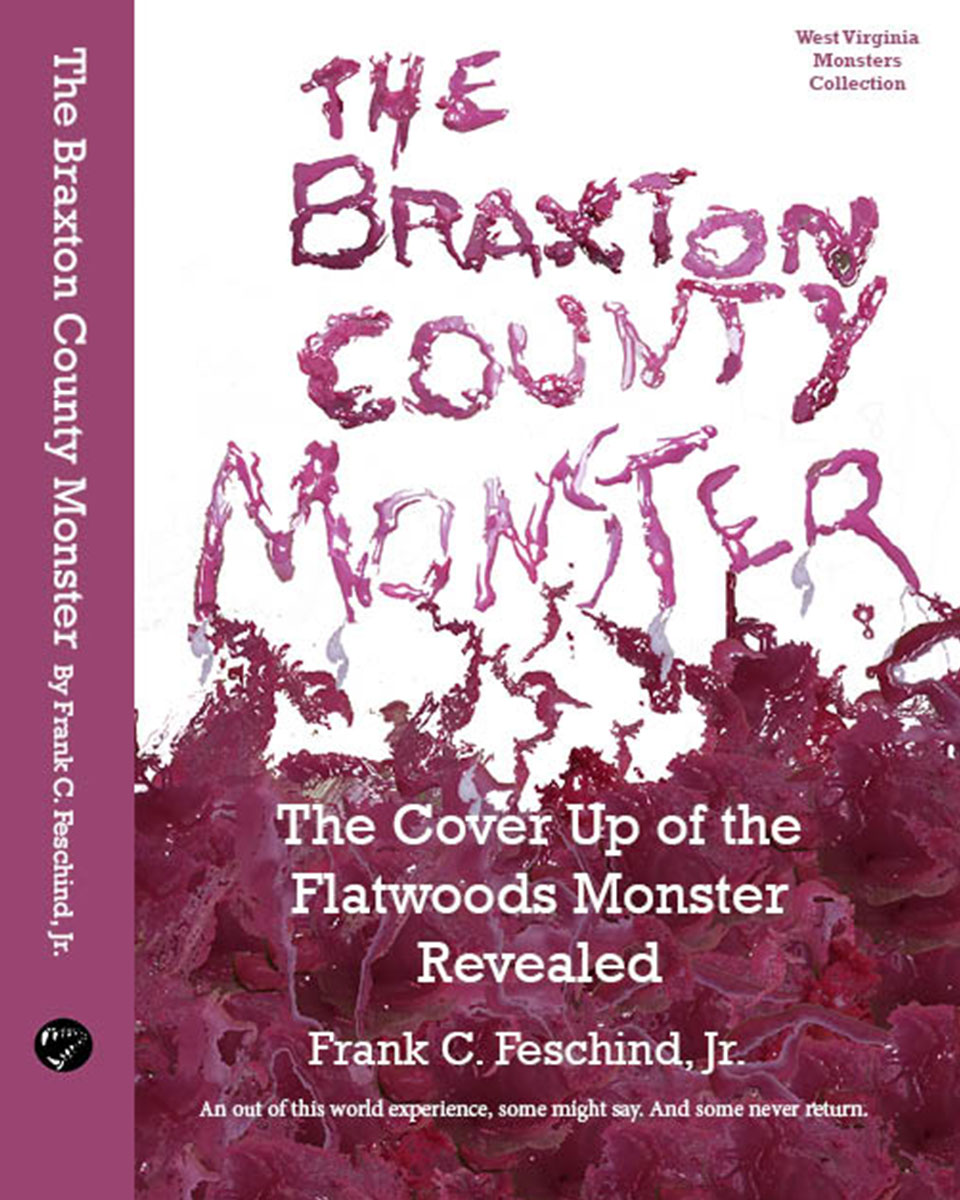 The Braxton County Monster By Frank C. Feschind, Jr.
West Virginia
Monsters
Collection
THE
BRAXTON
COUNTY
MONSTER
The Cover Up of the
Flatwoods Monster
Revealed
Frank C. Feschind, Jr.
An out of this world experience, some might say. And some never return.